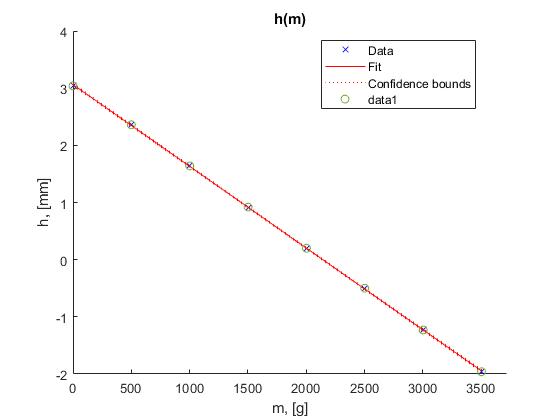 h(m)
Data
Fit
Confidence bounds
data1
4
3
2
1
0
-1
-2
h, [mm]
0
500
1000
1500
2000
2500
3000
3500
m, [g]